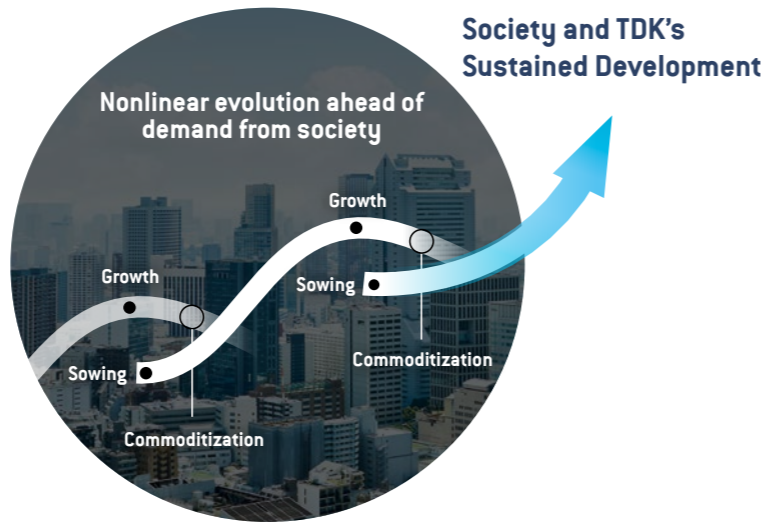 Society and TDK's
Sustained Development
Nonlinear evolution ahead of
demand from society
Growth
Sowing
Growth
Commoditization
Sowing
Commoditization